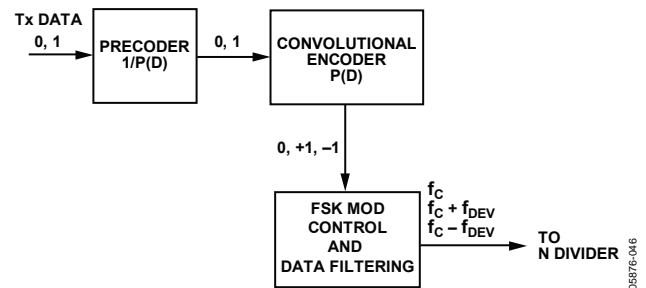 Tx DATA
0, 1
PRECODER
1/P(D)
0, 1
CONVOLUTIONAL
ENCODER
P(D)
0, +1, –1
FSK MOD
CONTROL
AND
DATA FILTERING
fC
fC + fDEV
fC – fDEV
TO
N DIVIDER
05876-046